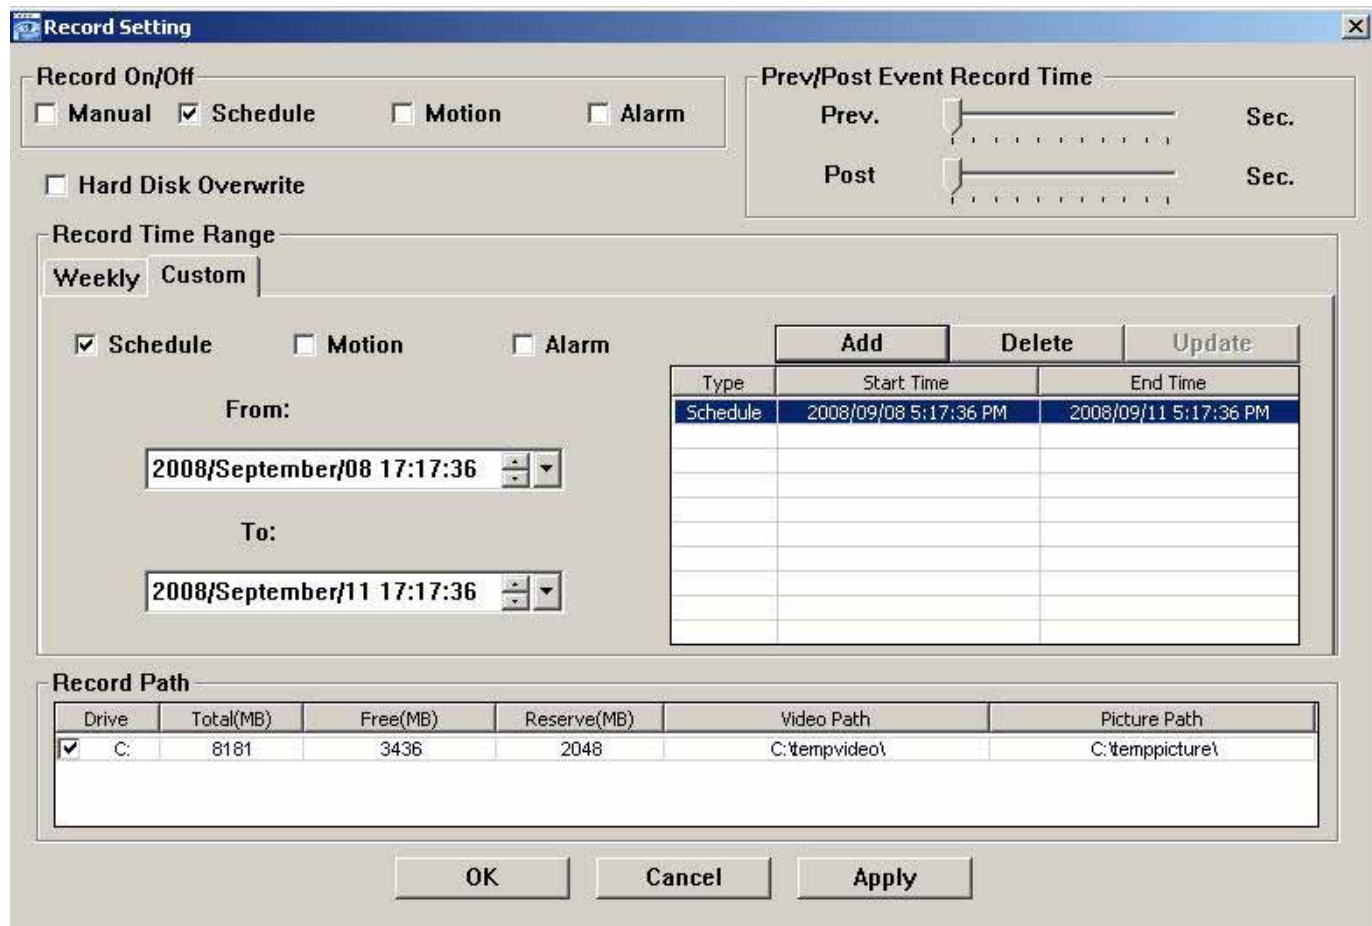 Record Setting
Record On/Off
Manual Schedule Motion Alarm
Prev/Post Event Record Time
Prev. Sec.
Post Sec.
Hard Disk Overwrite
Record Time Range
Weekly Custom
Schedule Motion Alarm
From:
2008/September/08 17:17:36
To:
2008/September/11 17:17:36
Add Delete Update
Type Start Time End Time
Schedule 2008/09/08 5:17:36 PM 2008/09/11 5:17:36 PM
Record Path
Drive Total(MB) Free(MB) Reserve(MB) Video Path Picture Path
C: 8181 3436 2048 C:\tempvideo\ C:\temppicture\
OK Cancel Apply